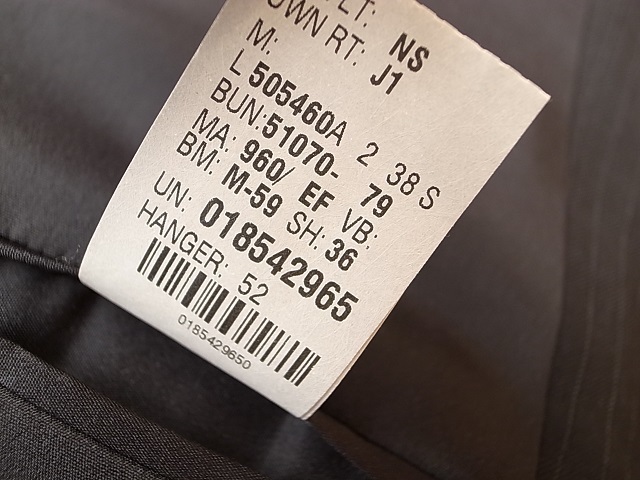 LT:
OWN RT: NS
M: J1
L 505460A 2 38 S
BUN: 51070- 79
MA: 960/ EF VB:
BM: M-59 SH: 36
UN: 018542965
HANGER: 52
0185429650